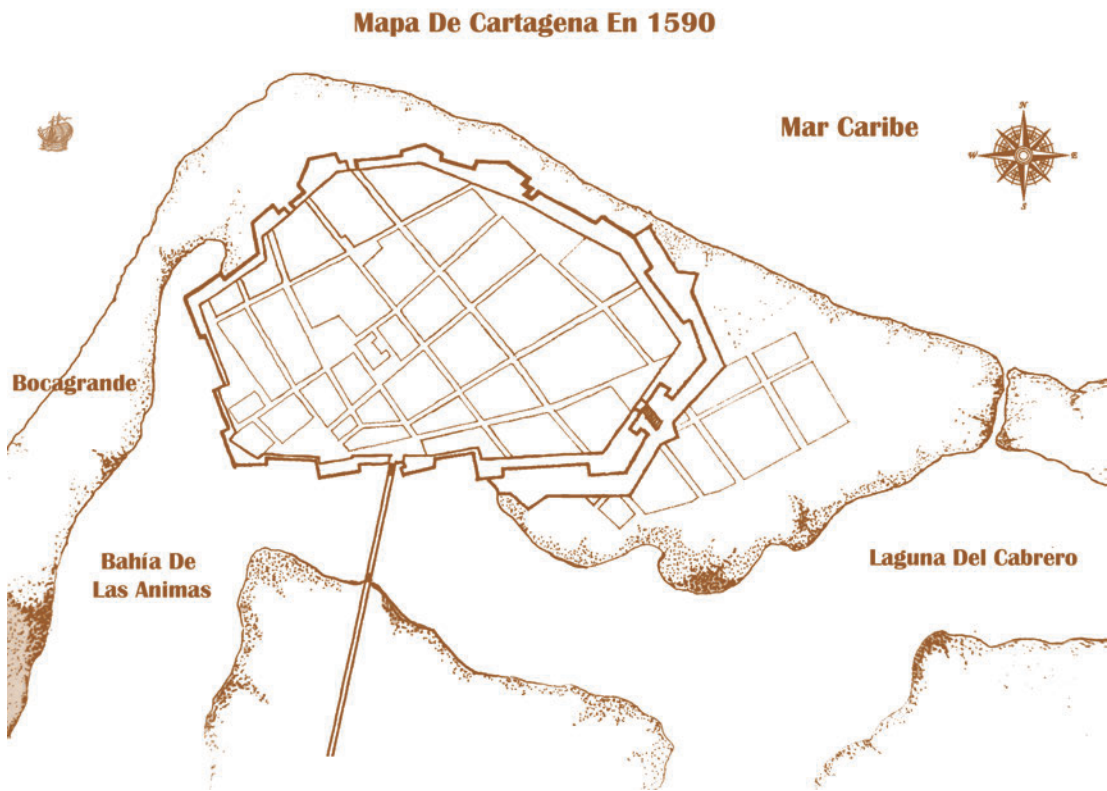 Mapa De Cartagena En 1590
Mar Caribe
N
W
E
S
Bocagrande
Bahía De
Las Animas
Laguna Del Cabrero